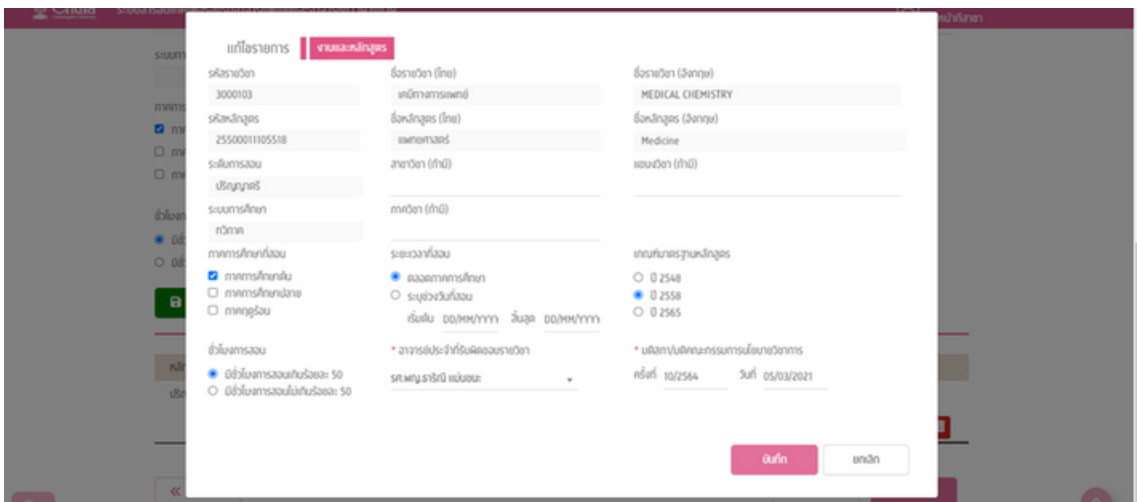 แก้ไขรายการ งานและหลักสูตร
รหัสรายวิชา ชื่อรายวิชา (ไทย) ชื่อรายวิชา (อังกฤษ)
3000103 เคมีทางการแพทย์ MEDICAL CHEMISTRY
รหัสหลักสูตร ชื่อหลักสูตร (ไทย) ชื่อหลักสูตร (อังกฤษ)
25500011105518 แพทยศาสตร์ Medicine
ระดับการสอน สาขาวิชา (ถ้ามี) แขนงวิชา (ถ้ามี)
ปริญญาตรี
ระบบการศึกษา ภาควิชา (ถ้ามี)
ทวิภาค
ภาคการศึกษาที่สอน ระยะเวลาที่สอน เกณฑ์มาตรฐานหลักสูตร
ภาคการศึกษาต้น ตลอดภาคการศึกษา ปี 2548
ภาคการศึกษาปลาย ระบุช่วงวันที่สอน ปี 2558
ภาคฤดูร้อน เริ่มต้น DD/MM/YYYY สิ้นสุด DD/MM/YYYY ปี 2565
ชั่วโมงการสอน * อาจารย์ประจำที่รับผิดชอบรายวิชา * มติสภา/มติคณะกรรมการนโยบายวิชาการ
มีชั่วโมงการสอนเกินร้อยละ 50 รศ.พญ.ธาริณี แม่นชนะ ครั้งที่ 10/2564 วันที่ 05/03/2021
มีชั่วโมงการสอนไม่เกินร้อยละ 50
บันทึก ยกเลิก